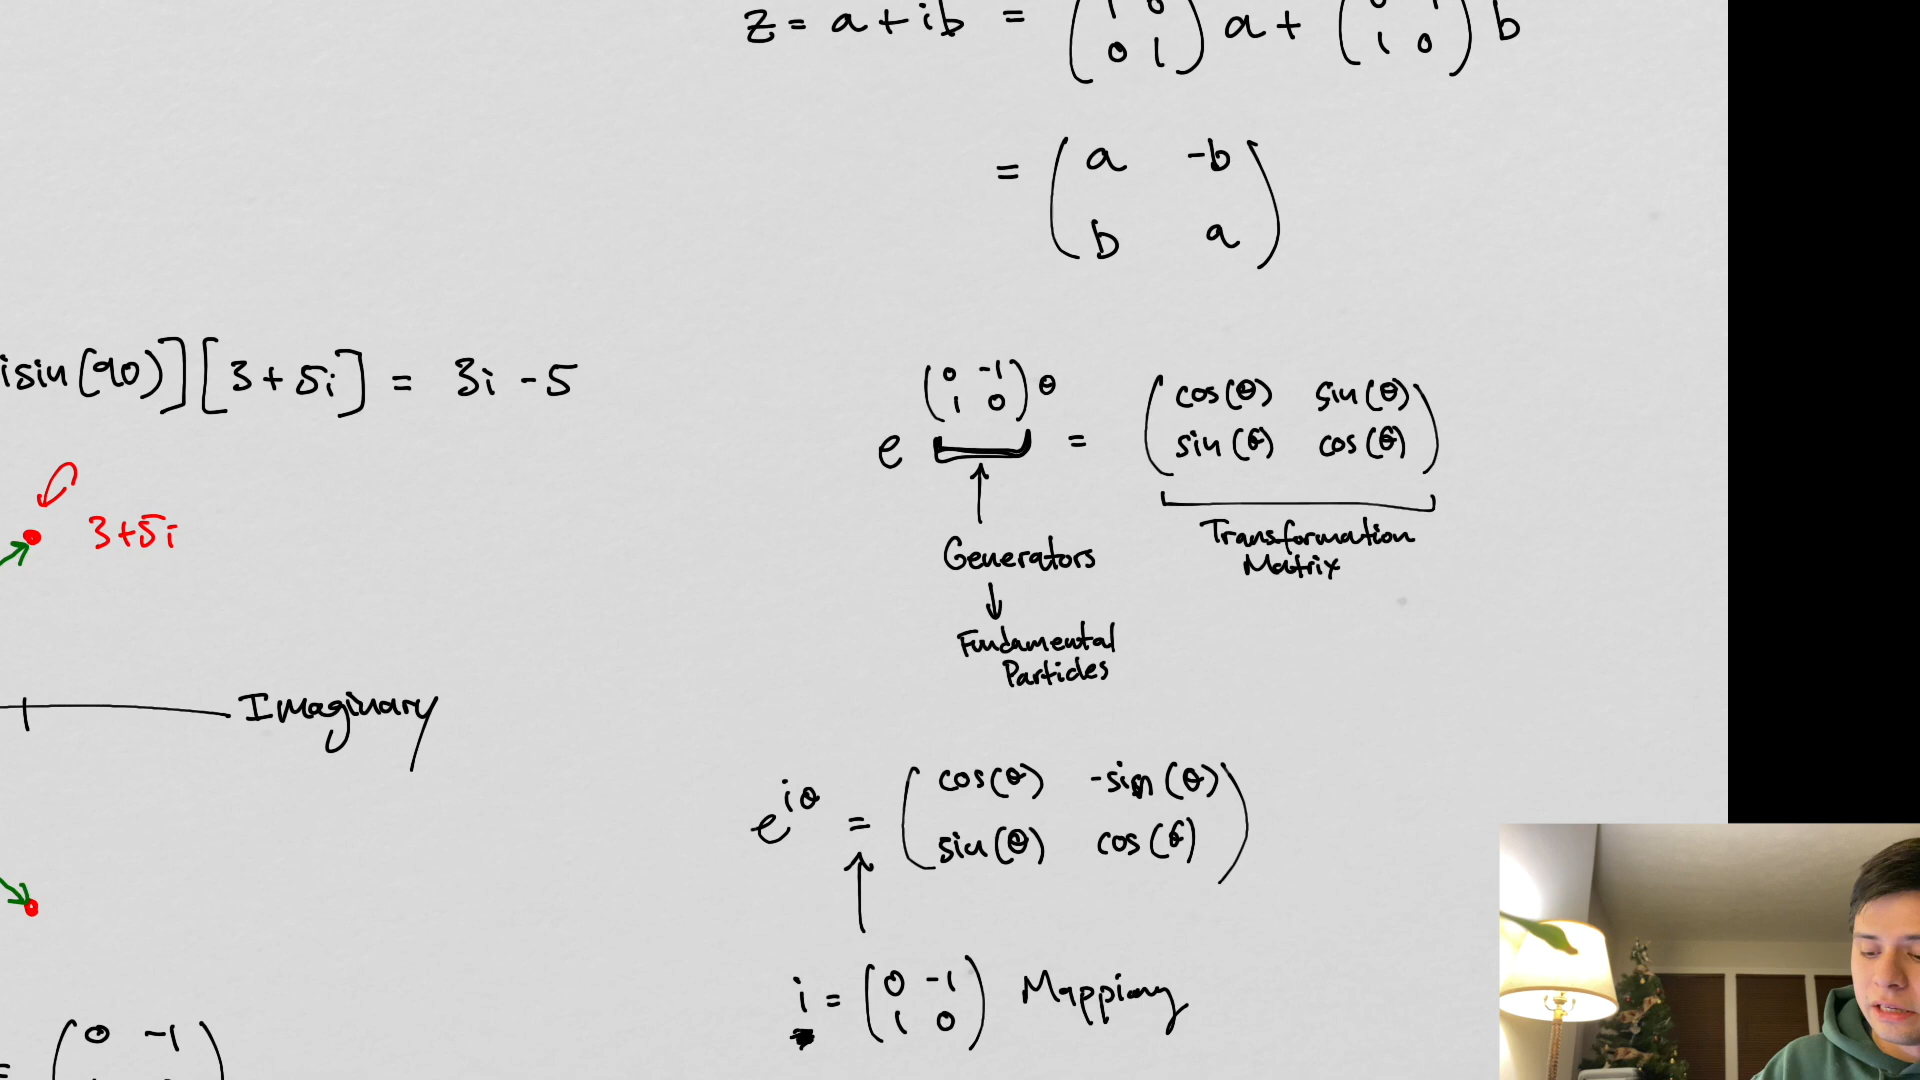 z = a + ib = (1 0 0 1) a + (0 -1 1 0) b
= (a -b
b a)
isin(90)] [3 + 5i] = 3i - 5
e^(0 -1 1 0)θ = (cos(θ) sin(θ)
sin(θ) cos(θ))
3+5i
Generators
Transformation
Matrix
Fundamental
Particles
Imaginary
e^iθ = (cos(θ) -sin(θ)
sin(θ) cos(θ))
i = (0 -1
1 0) Mapping
= (0 -1